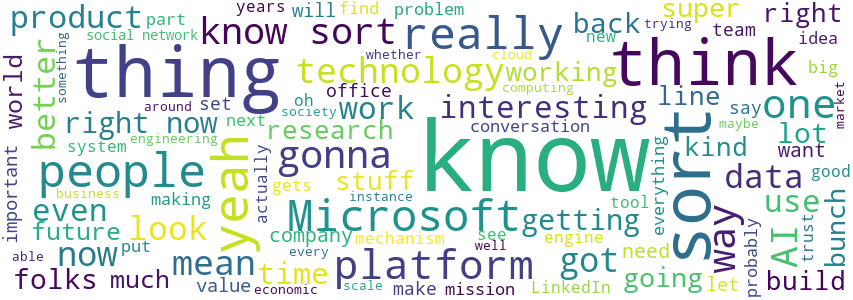 years will find problem super right
product part know sort really back
social network
thing whether new trying team idea
think
better something technology cloud working big
world office computing
around set oh work interesting line say one market
right now next society conversation maybe
research kind lot
system engineering actually want
people yeah gonna know sort data good
important business gets stuff everything use
making instance tool
even Microsoft getting way AI trust bunch
future look company mechanism see engine need
now put every well
able mean platform got going probably
folks much value time scale make mission LinkedIn let build
economic